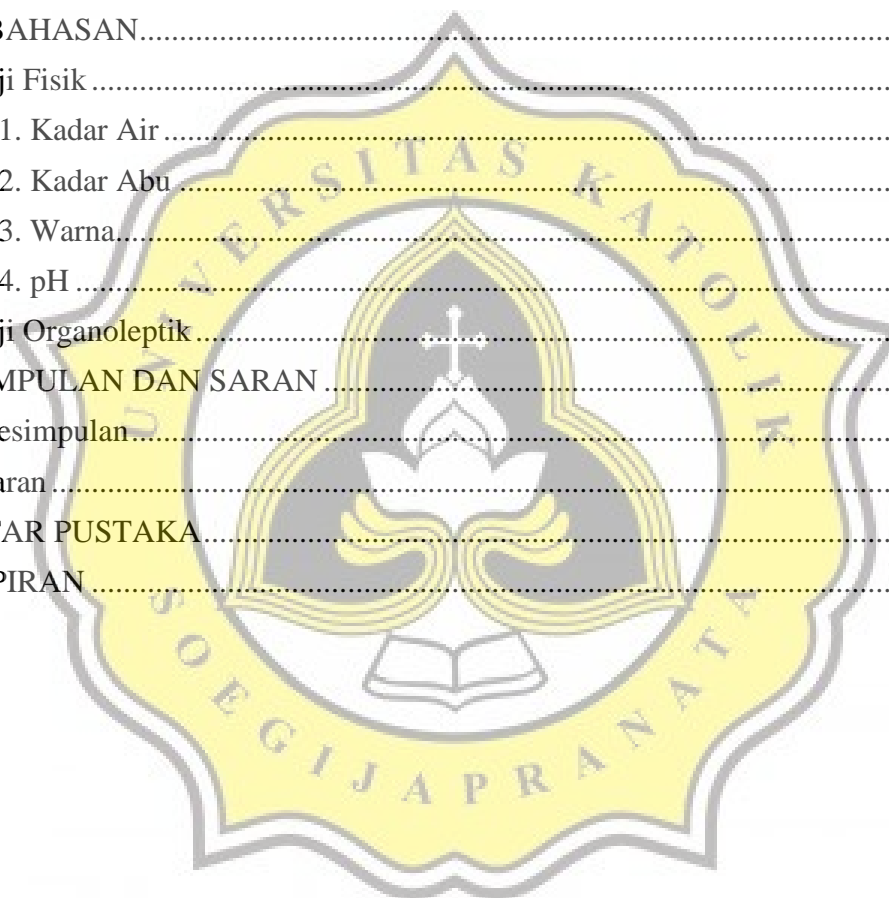 BAHASAN
ji Fisik
1. Kadar Air
2. Kadar Abu
3. Warna
4. pH
ji Organoleptik
MPULAN DAN SARAN
esimpulan
aran
AR PUSTAKA
PIRAN
UNIVERSITAS KATOLIK
SOEGIJAPRANATA